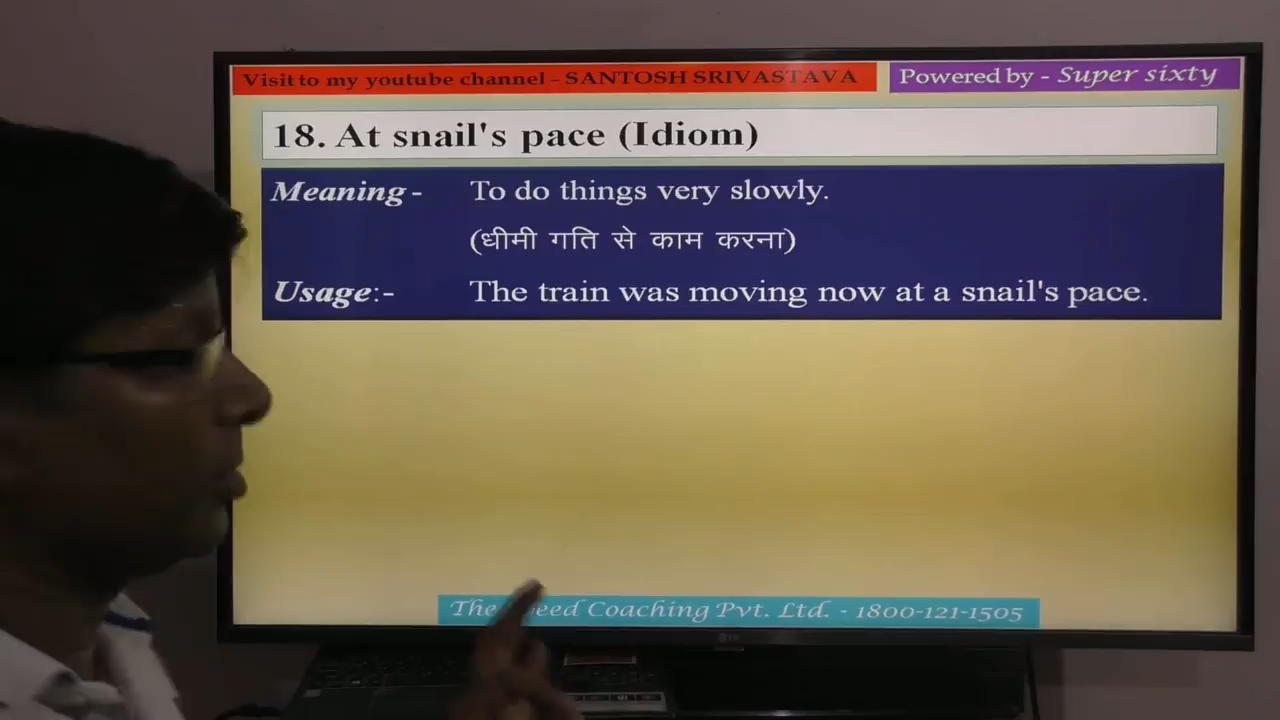 Visit to my youtube channel - SANTOSH SRIVASTAVA
Powered by - Super sixty
18. At snail's pace (Idiom)
Meaning - To do things very slowly.
(धीमी गति से काम करना)
Usage:- The train was moving now at a snail's pace.
The Coaching Pvt. Ltd. - 1800-121-1505
LG